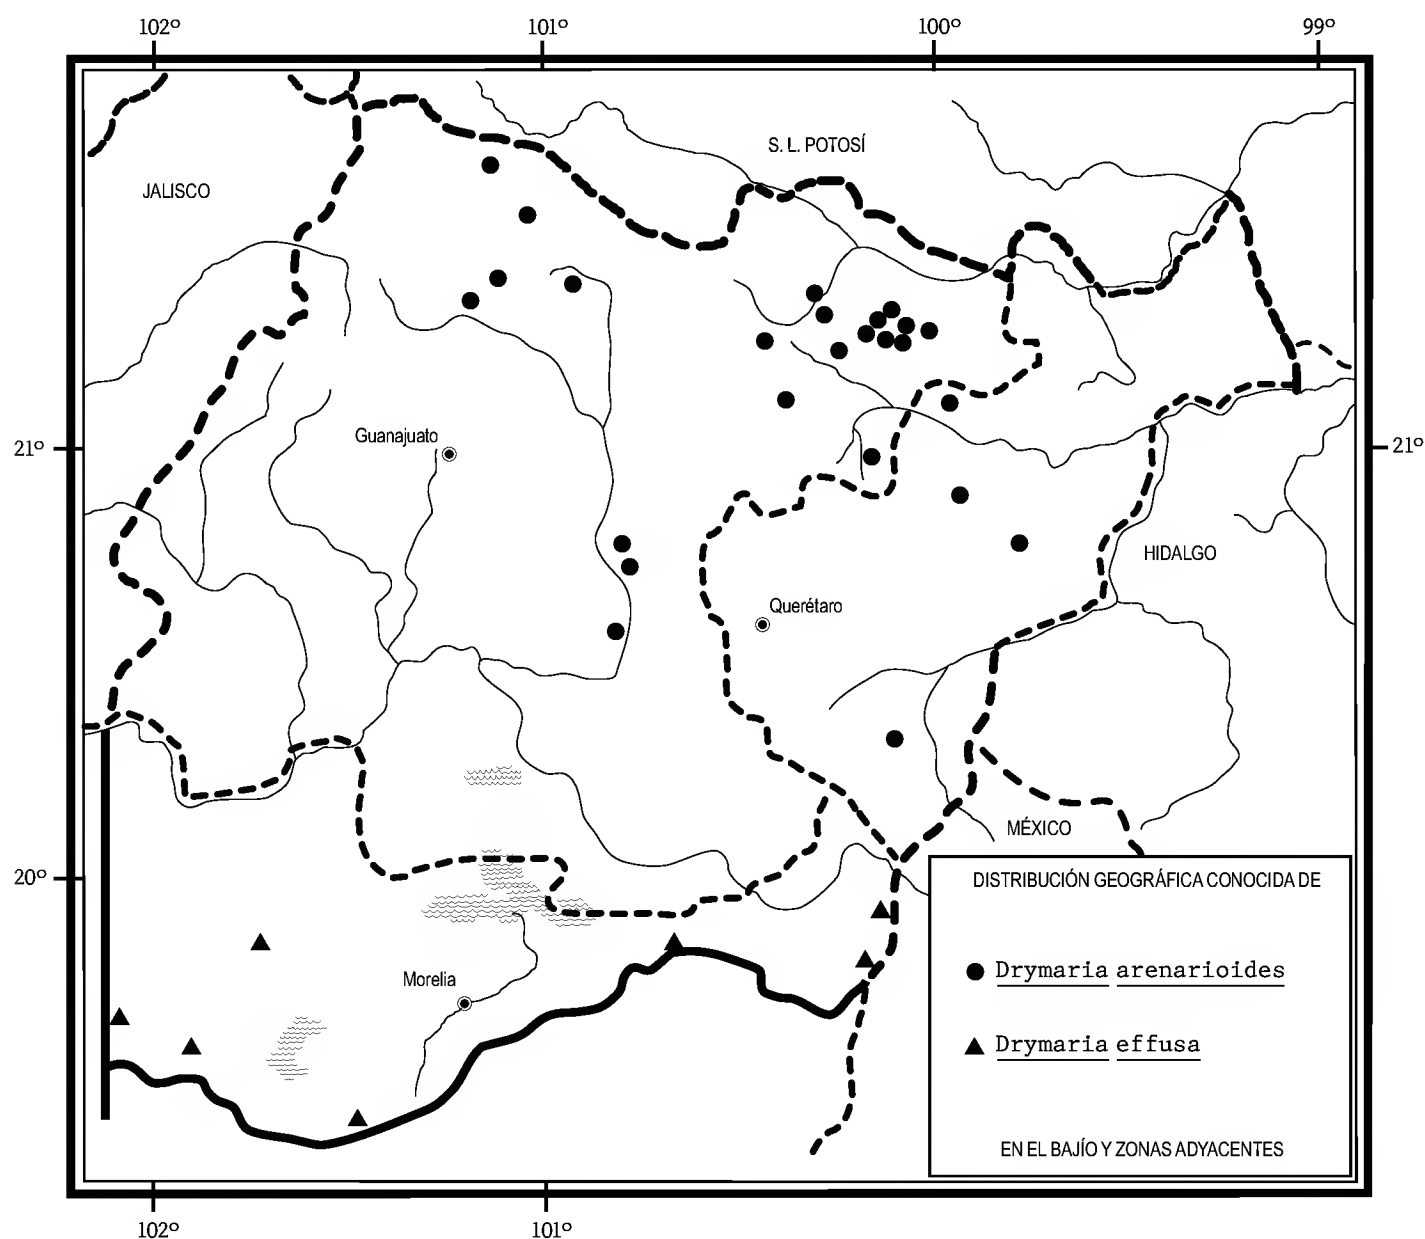 102º 101º 100º 99º
S. L. POTOSÍ
JALISCO
Guanajuato
21º 21º
HIDALGO
Querétaro
MÉXICO
20º
DISTRIBUCIÓN GEOGRÁFICA CONOCIDA DE
Drymaria arenarioides
Morelia
Drymaria effusa
EN EL BAJÍO Y ZONAS ADYACENTES
102º 101º